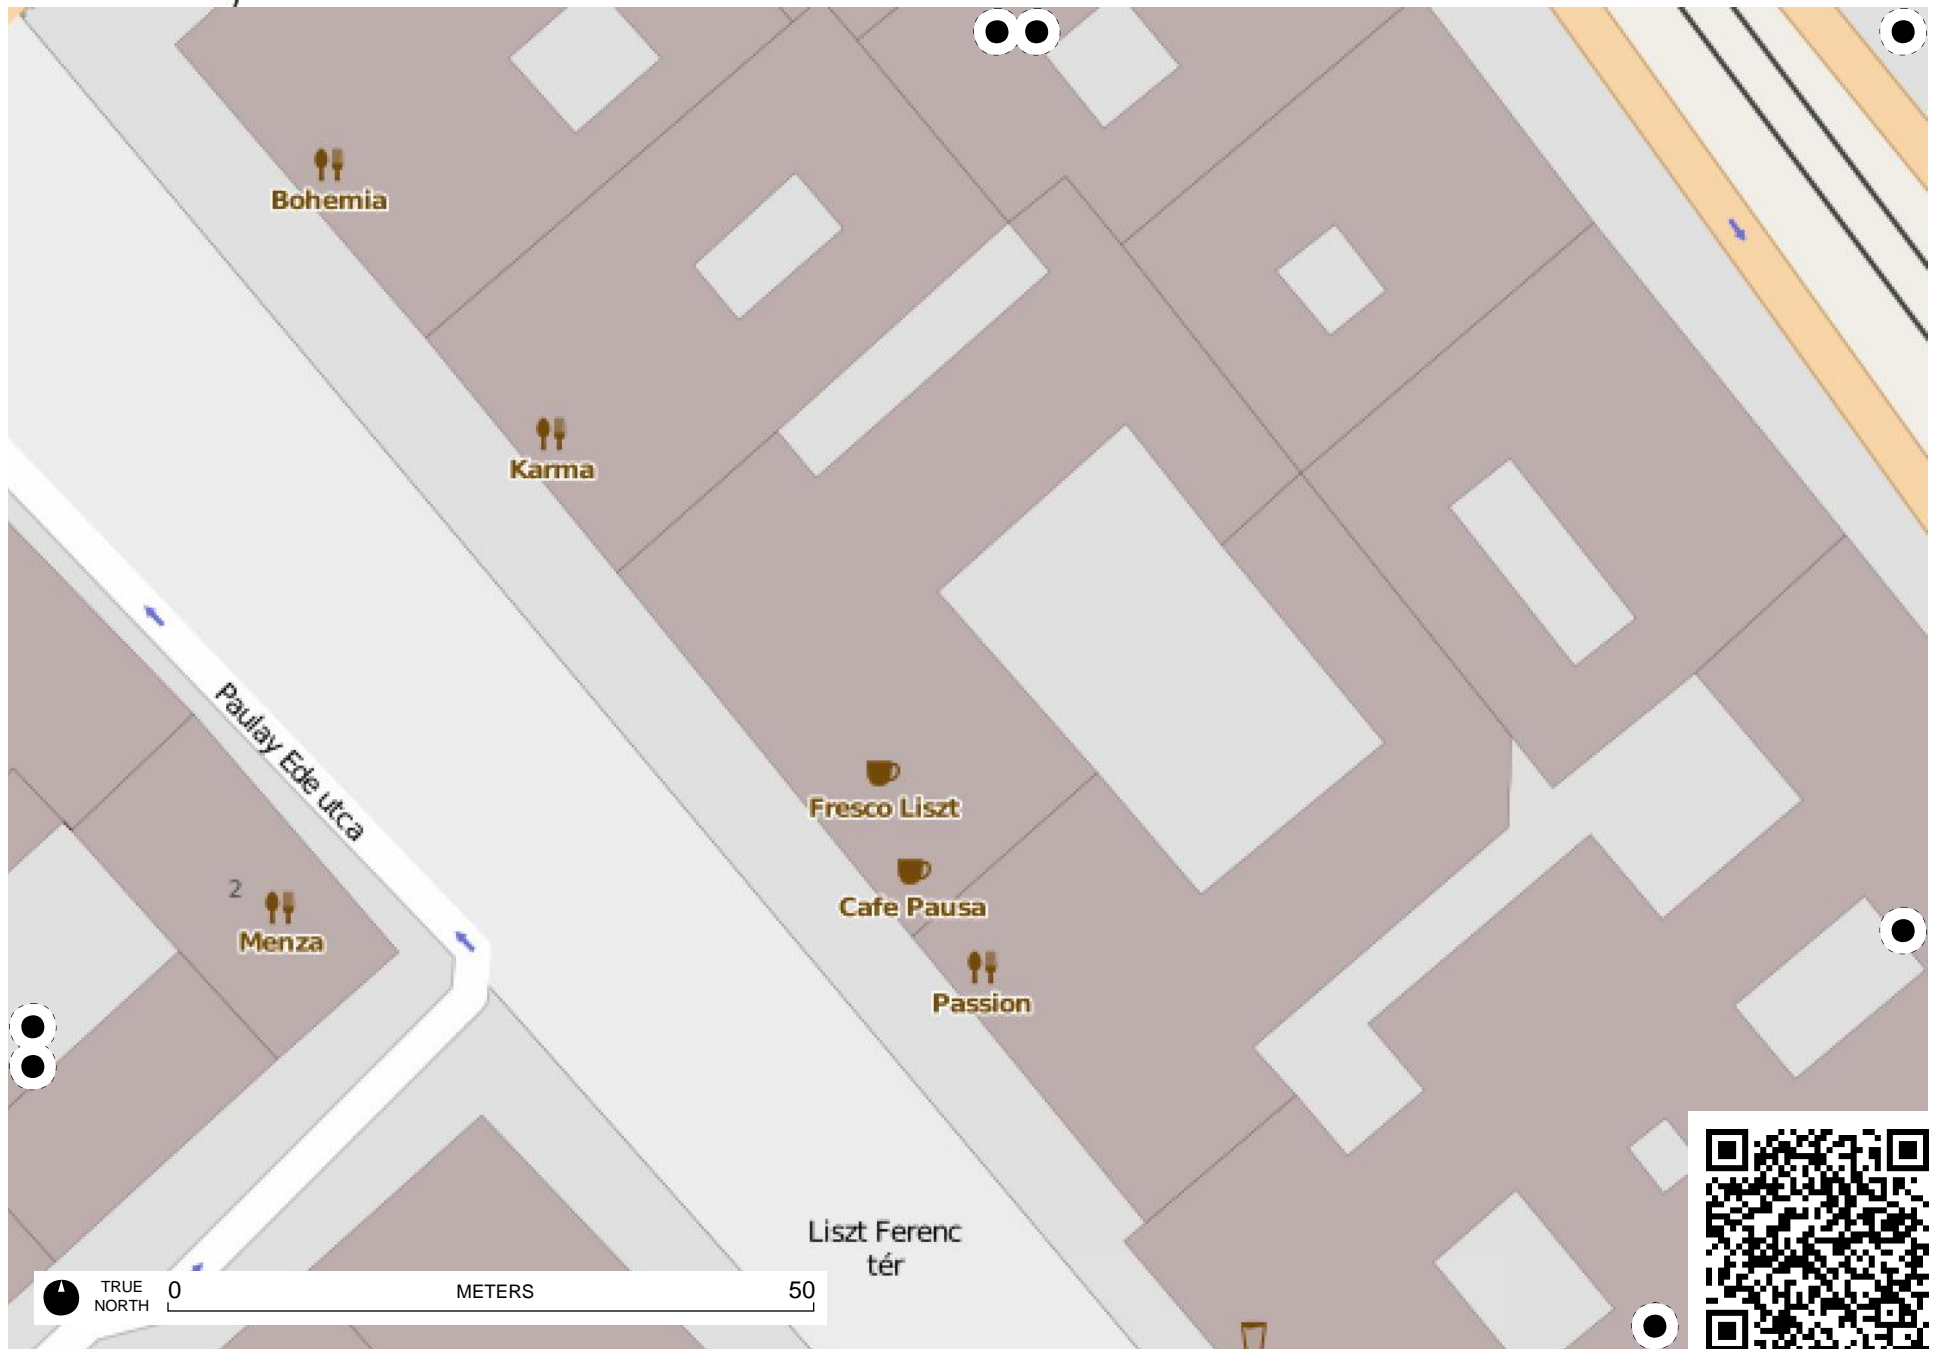 Bohemia
Karma
Paulay Ede utca
Fresco Liszt
2
Cafe Pausa
Menza
Passion
Liszt Ferenc
tér
TRUE
NORTH
0
METERS
50